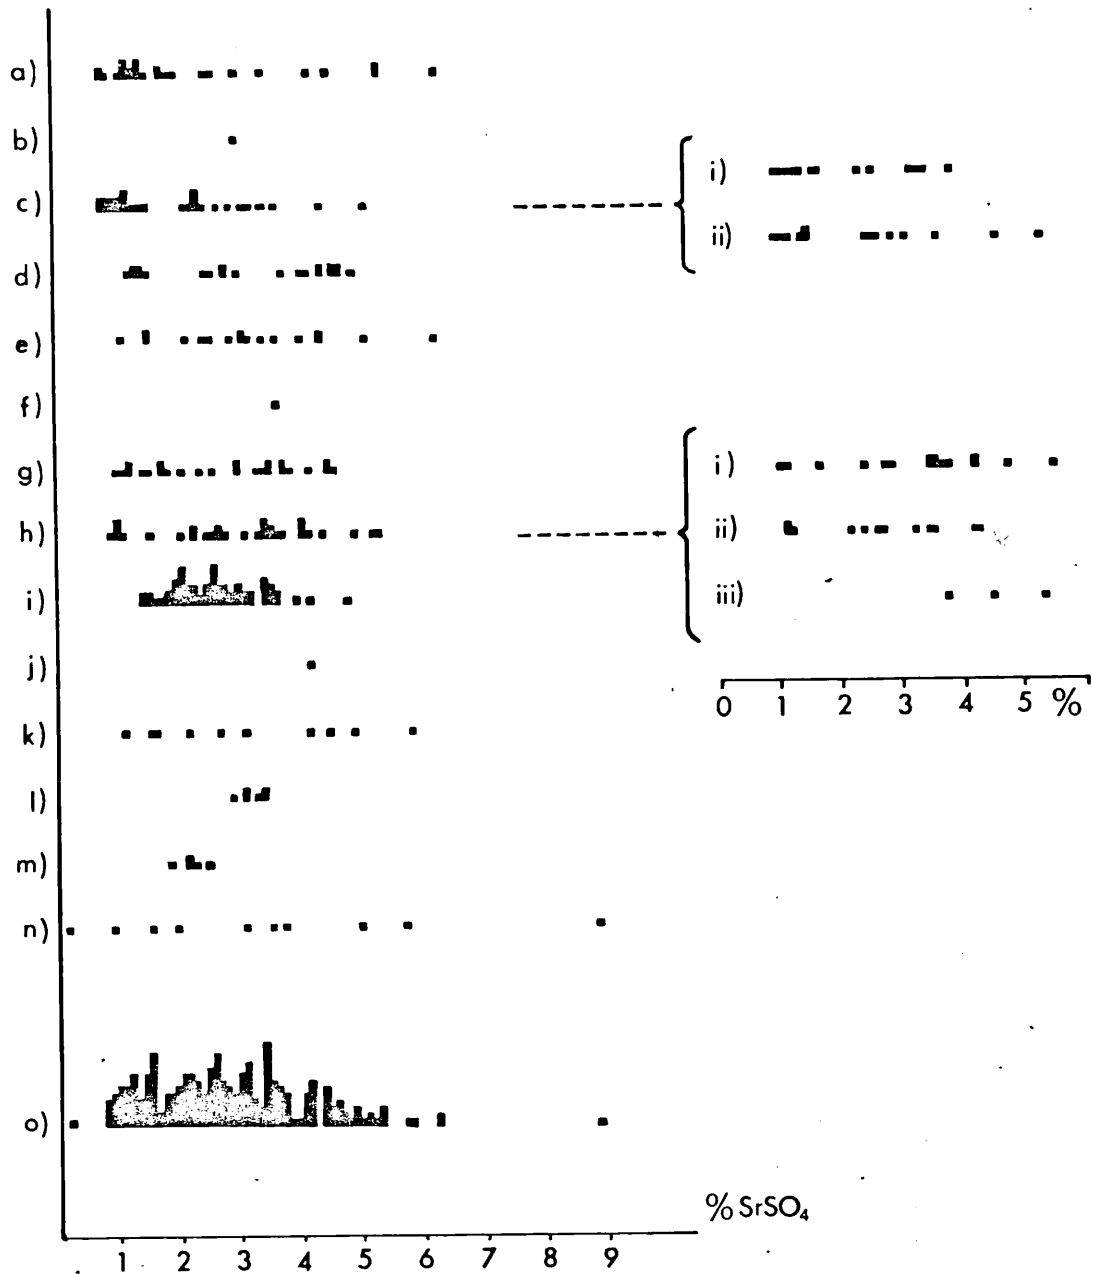 a)
b)
c)
d)
e)
f)
g)
h)
i)
j)
k)
l)
m)
n)
o)
i)
ii)
i)
ii)
iii)
0 1 2 3 4 5 %
% SrSO₄
1 2 3 4 5 6 7 8 9